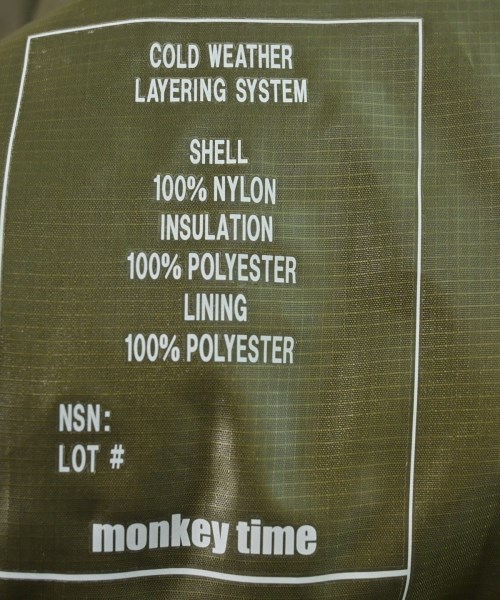 COLD WEATHER
LAYERING SYSTEM
SHELL
100% NYLON
INSULATION
100% POLYESTER
LINING
100% POLYESTER
NSN:
LOT #
monkey time